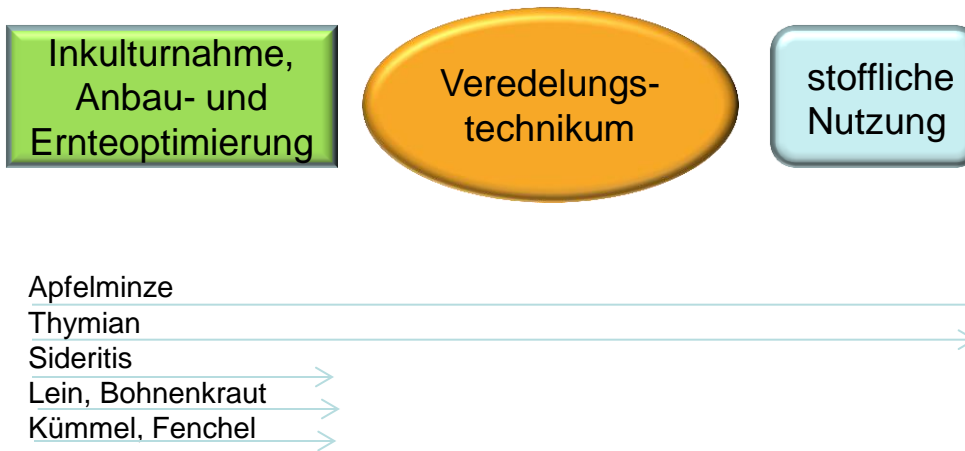 Inkulturnahme,
Anbau- und
Ernteoptimierung
Veredelungs-
technikum
stoffliche
Nutzung
Apfelminze
Thymian
Sideritis
Lein, Bohnenkraut
Kümmel, Fenchel